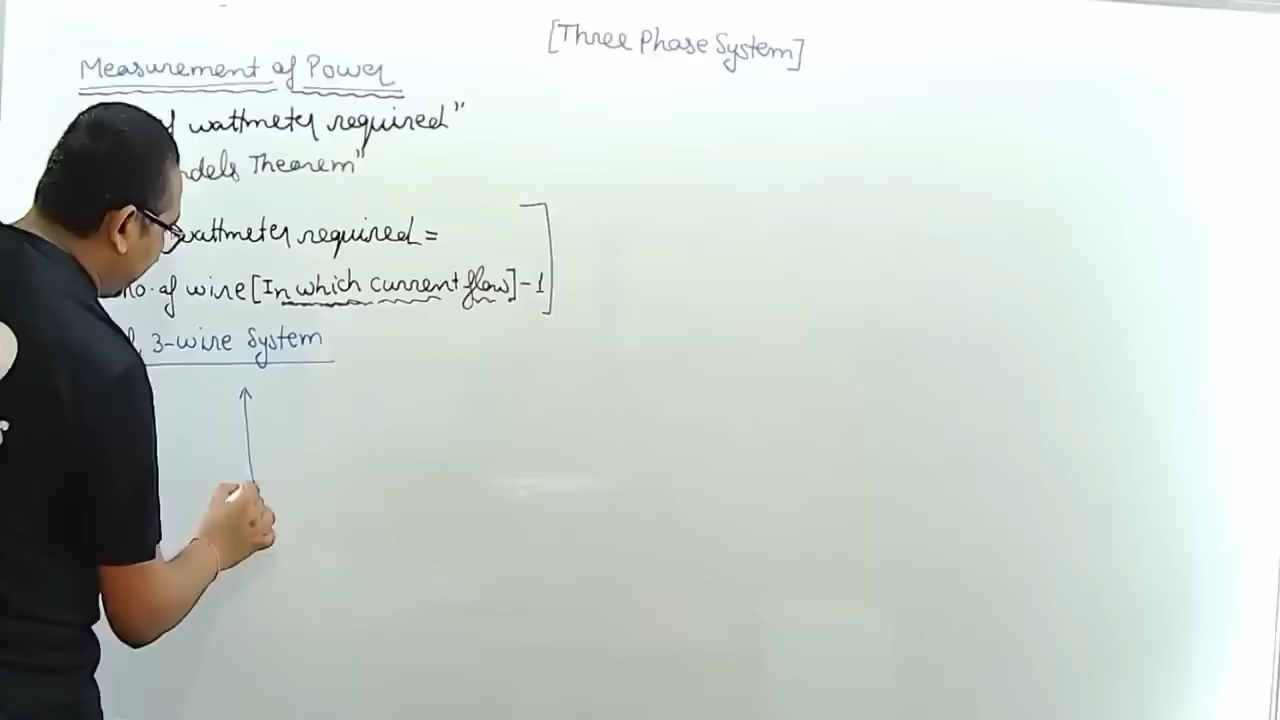 [Three Phase System]
Measurement of Power
wattmeter required"
Theorem"
wattmeter required =
no. of wire [In which current flow] - 1
3-wire System